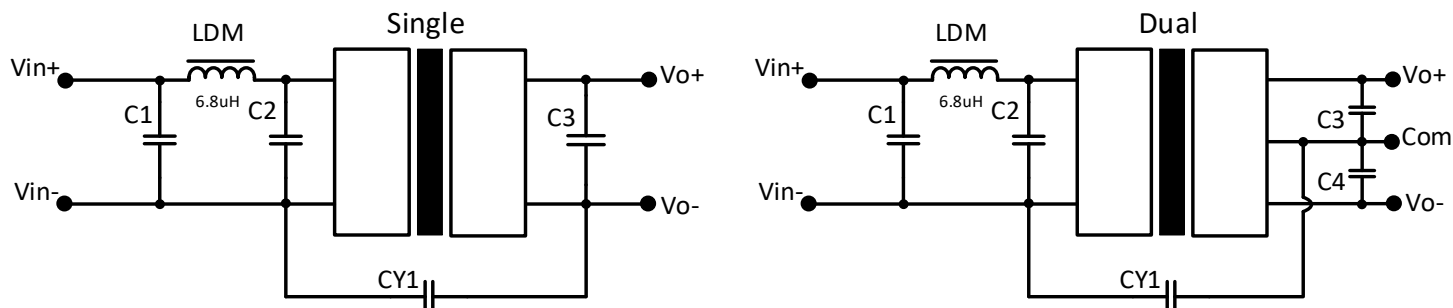 Single
LDM
Vin+
6.8uH
C1
C2
C3
Vo+
Vin-
Vo-
CY1
Dual
LDM
Vin+
6.8uH
C1
C2
Vo+
C3
Com
C4
Vin-
Vo-
CY1